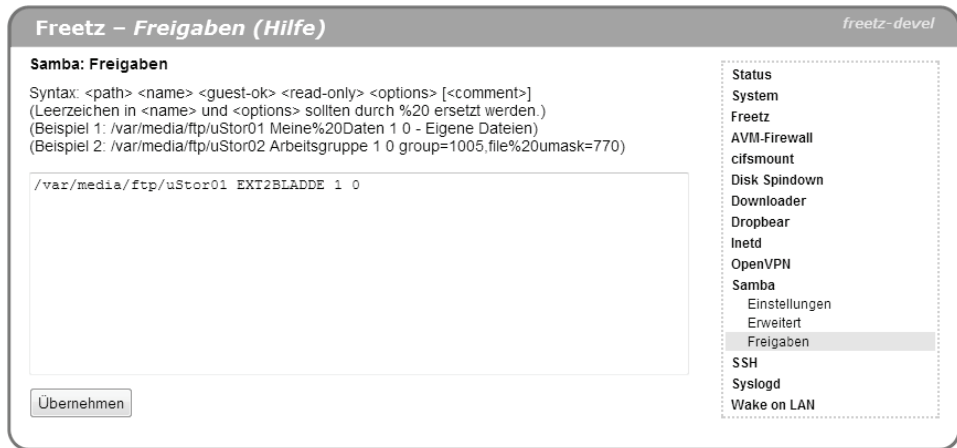 Freetz – Freigaben (Hilfe)
freetz-devel
Samba: Freigaben
Syntax: <path> <name> <guest-ok> <read-only> <options> [<comment>]
(Leerzeichen in <name> und <options> sollten durch %20 ersetzt werden.)
(Beispiel 1: /var/media/ftp/uStor01 Meine%20Daten 1 0 - Eigene Dateien)
(Beispiel 2: /var/media/ftp/uStor02 Arbeitsgruppe 1 0 group=1005,file%20umask=770)
/var/media/ftp/uStor01 EXT2BLADDE 1 0
Übernehmen
Status
System
Freetz
AVM-Firewall
cifsmount
Disk Spindown
Downloader
Dropbear
Inetd
OpenVPN
Samba
Einstellungen
Erweitert
Freigaben
SSH
Syslogd
Wake on LAN